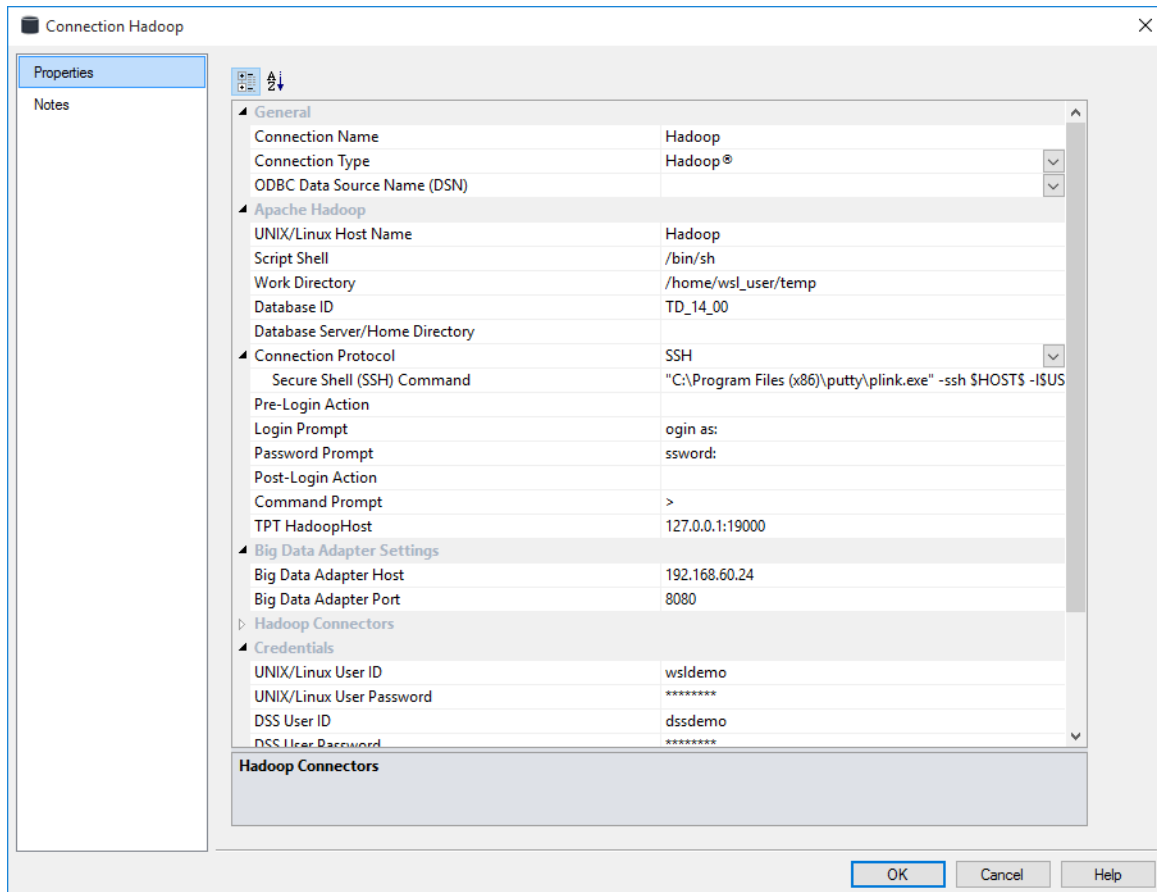 Connection Hadoop
Properties
Notes
General
Connection Name Hadoop
Connection Type Hadoop®
ODBC Data Source Name (DSN)
Apache Hadoop
UNIX/Linux Host Name Hadoop
Script Shell /bin/sh
Work Directory /home/wsl_user/temp
Database ID TD_14_00
Database Server/Home Directory
Connection Protocol SSH
Secure Shell (SSH) Command "C:\Program Files (x86)\putty\plink.exe" -ssh $HOST$ -l$US
Pre-Login Action
Login Prompt ogin as:
Password Prompt ssword:
Post-Login Action
Command Prompt >
TPT HadoopHost 127.0.0.1:19000
Big Data Adapter Settings
Big Data Adapter Host 192.168.60.24
Big Data Adapter Port 8080
Hadoop Connectors
Credentials
UNIX/Linux User ID wsldemo
UNIX/Linux User Password ********
DSS User ID dssdemo
DSS User Password ********
Hadoop Connectors
OK Cancel Help